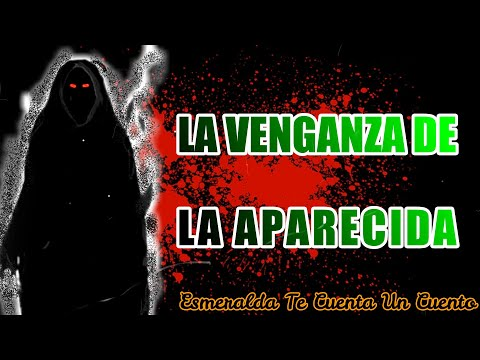 LA VENGANZA DE
LA APARECIDA
Esmeralda Te Cuenta Un Cuento